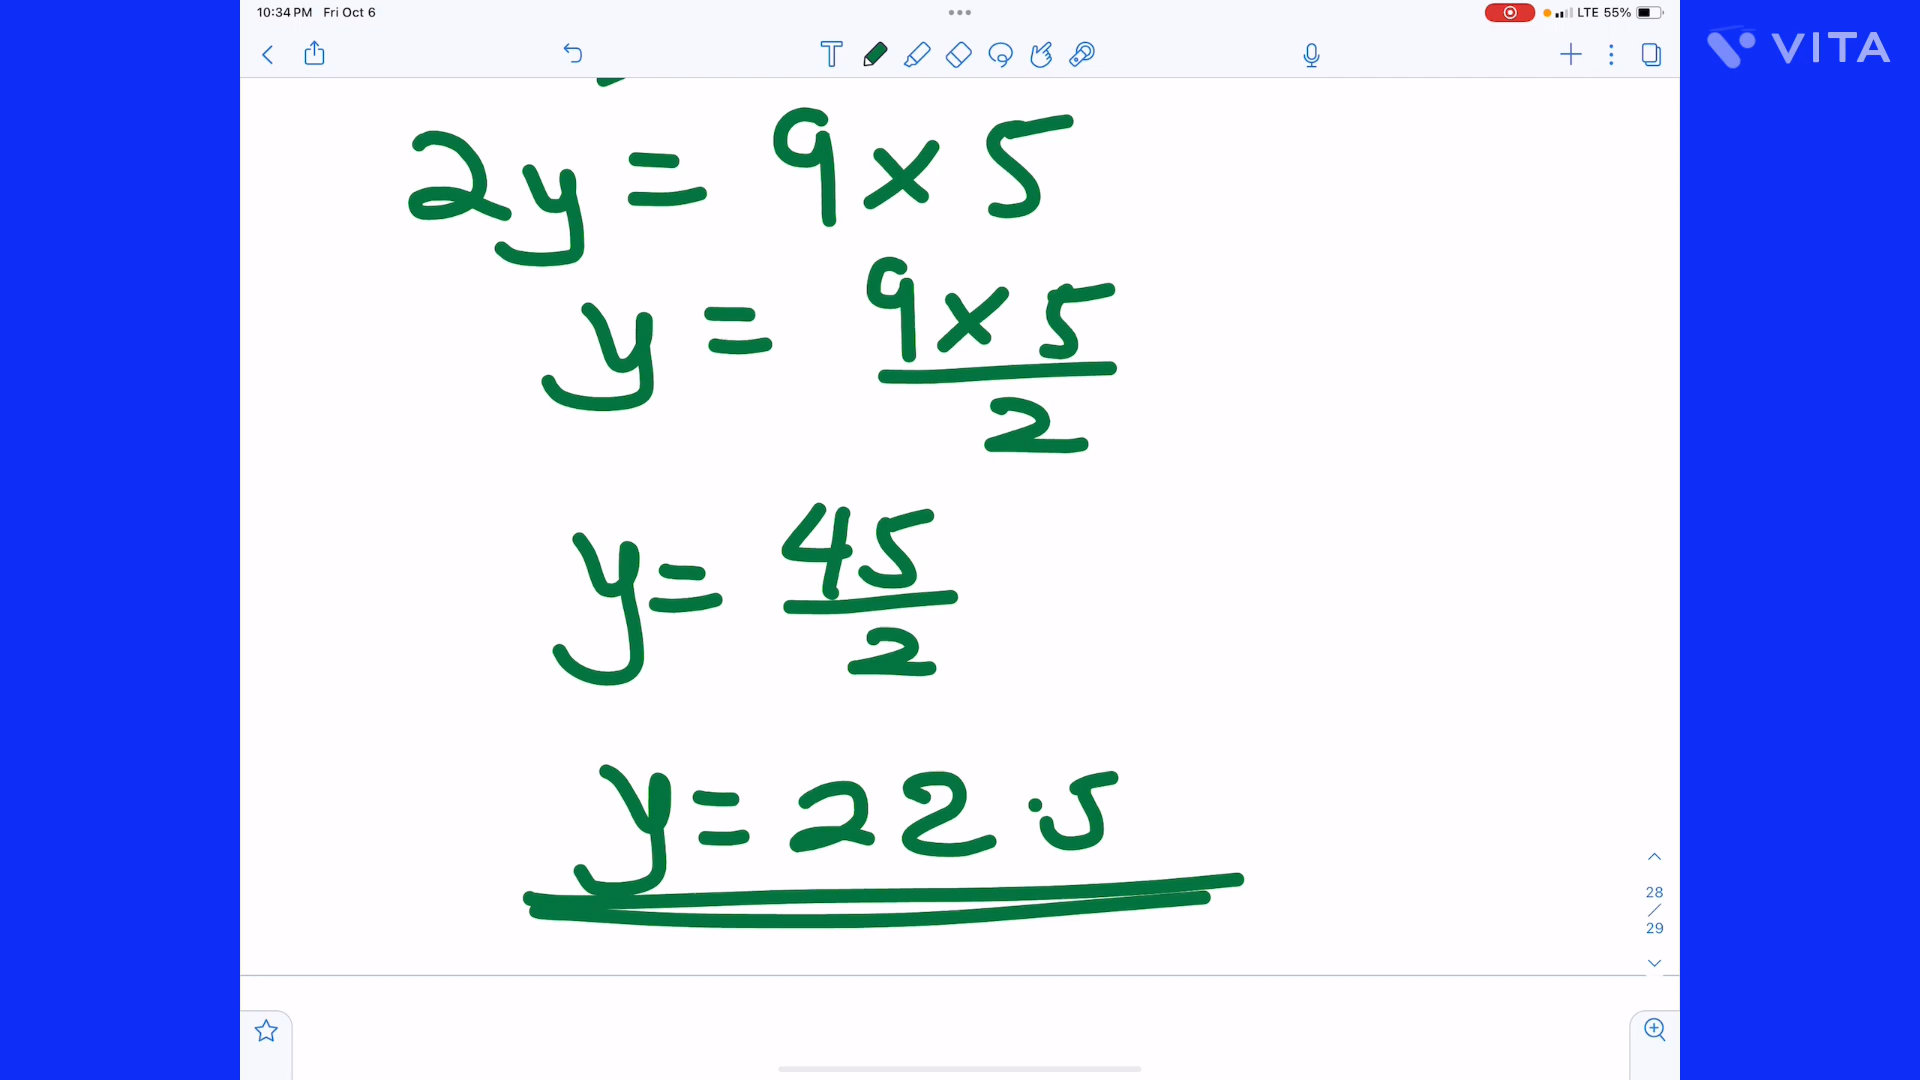 10:34 PM Fri Oct 6
LTE 55%
VITA
T
2y = 9 x 5
y = 9 x 5
2
y = 45
2
y = 22.5
28
/
29